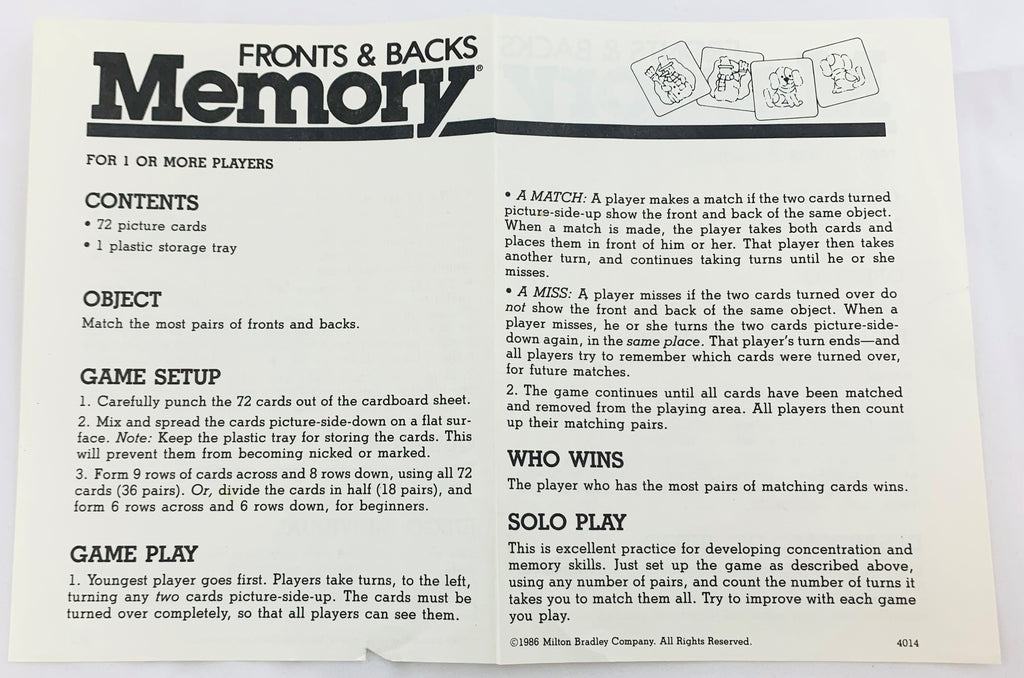 FRONTS & BACKS
Memory®
FOR 1 OR MORE PLAYERS
CONTENTS
• 72 picture cards
• 1 plastic storage tray
OBJECT
Match the most pairs of fronts and backs.
GAME SETUP
1. Carefully punch the 72 cards out of the cardboard sheet.
2. Mix and spread the cards picture-side-down on a flat sur-
face. Note: Keep the plastic tray for storing the cards. This
will prevent them from becoming nicked or marked.
3. Form 9 rows of cards across and 8 rows down, using all 72
cards (36 pairs). Or, divide the cards in half (18 pairs), and
form 6 rows across and 6 rows down, for beginners.
GAME PLAY
1. Youngest player goes first. Players take turns, to the left,
turning any two cards picture-side-up. The cards must be
turned over completely, so that all players can see them.
• A MATCH: A player makes a match if the two cards turned
picture-side-up show the front and back of the same object.
When a match is made, the player takes both cards and
places them in front of him or her. That player then takes
another turn, and continues taking turns until he or she
misses.
• A MISS: A player misses if the two cards turned over do
not show the front and back of the same object. When a
player misses, he or she turns the two cards picture-side-
down again, in the same place. That player's turn ends—and
all players try to remember which cards were turned over,
for future matches.
2. The game continues until all cards have been matched
and removed from the playing area. All players then count
up their matching pairs.
WHO WINS
The player who has the most pairs of matching cards wins.
SOLO PLAY
This is excellent practice for developing concentration and
memory skills. Just set up the game as described above,
using any number of pairs, and count the number of turns it
takes you to match them all. Try to improve with each game
you play.
©1986 Milton Bradley Company. All Rights Reserved.
4014